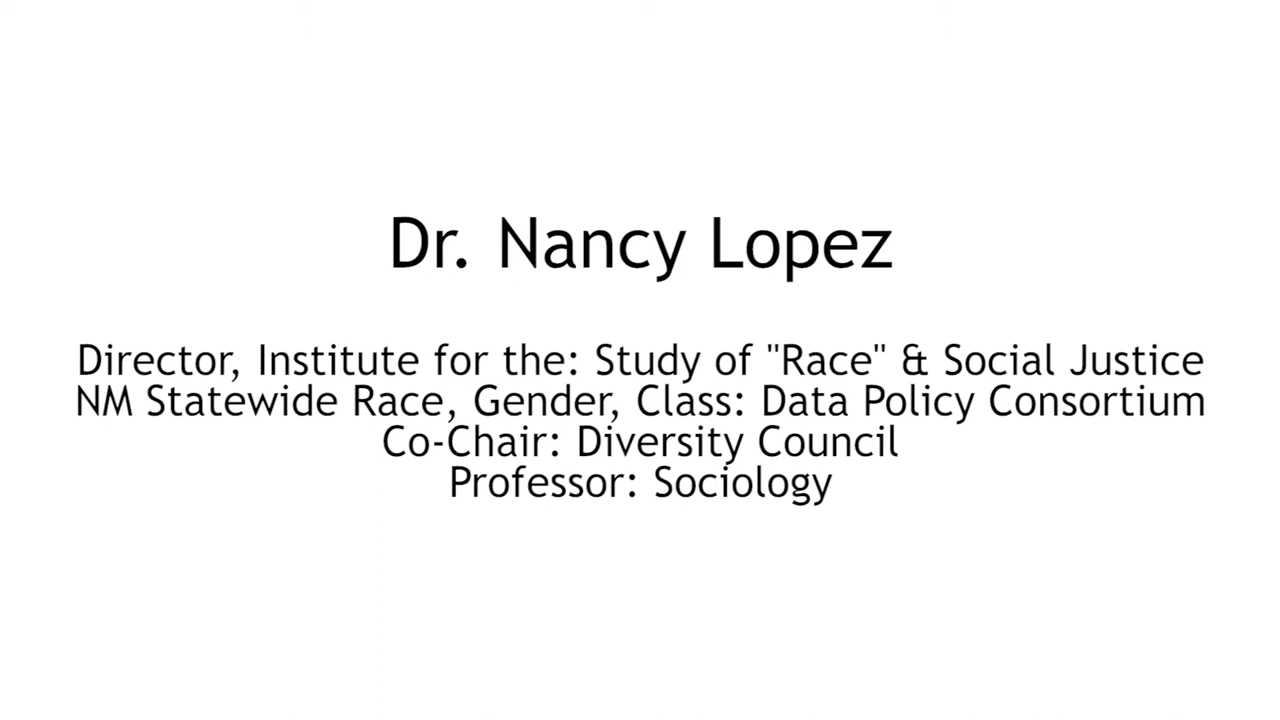 Dr. Nancy Lopez
Director, Institute for the: Study of "Race" & Social Justice
NM Statewide Race, Gender, Class: Data Policy Consortium
Co-Chair: Diversity Council
Professor: Sociology